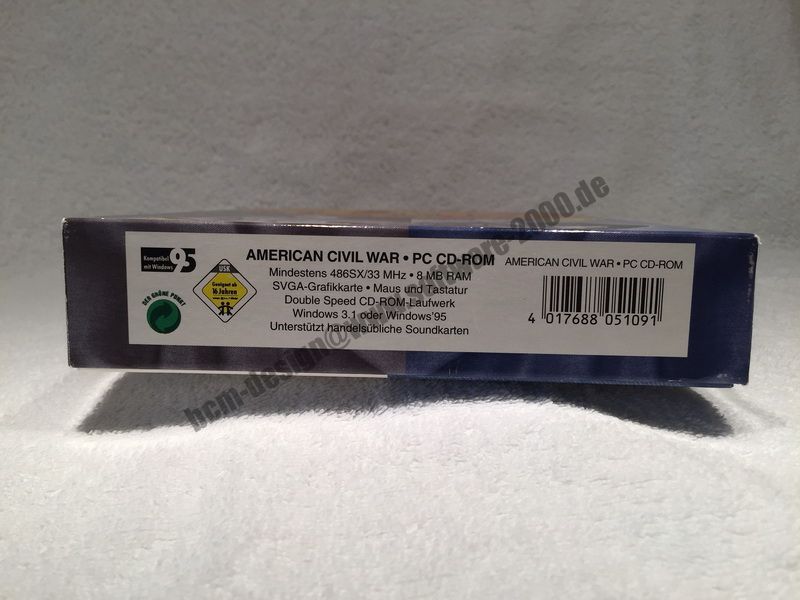 Kompatibel
mit Windows 95
DER GRÜNE PUNKT
USK
Geeignet ab
16 Jahren
AMERICAN CIVIL WAR • PC CD-ROM
Mindestens 486SX/33 MHz • 8 MB RAM
SVGA-Grafikkarte • Maus und Tastatur
Double Speed CD-ROM-Laufwerk
Windows 3.1 oder Windows'95
Unterstützt handelsübliche Soundkarten
AMERICAN CIVIL WAR • PC CD-ROM
4 017688 051091